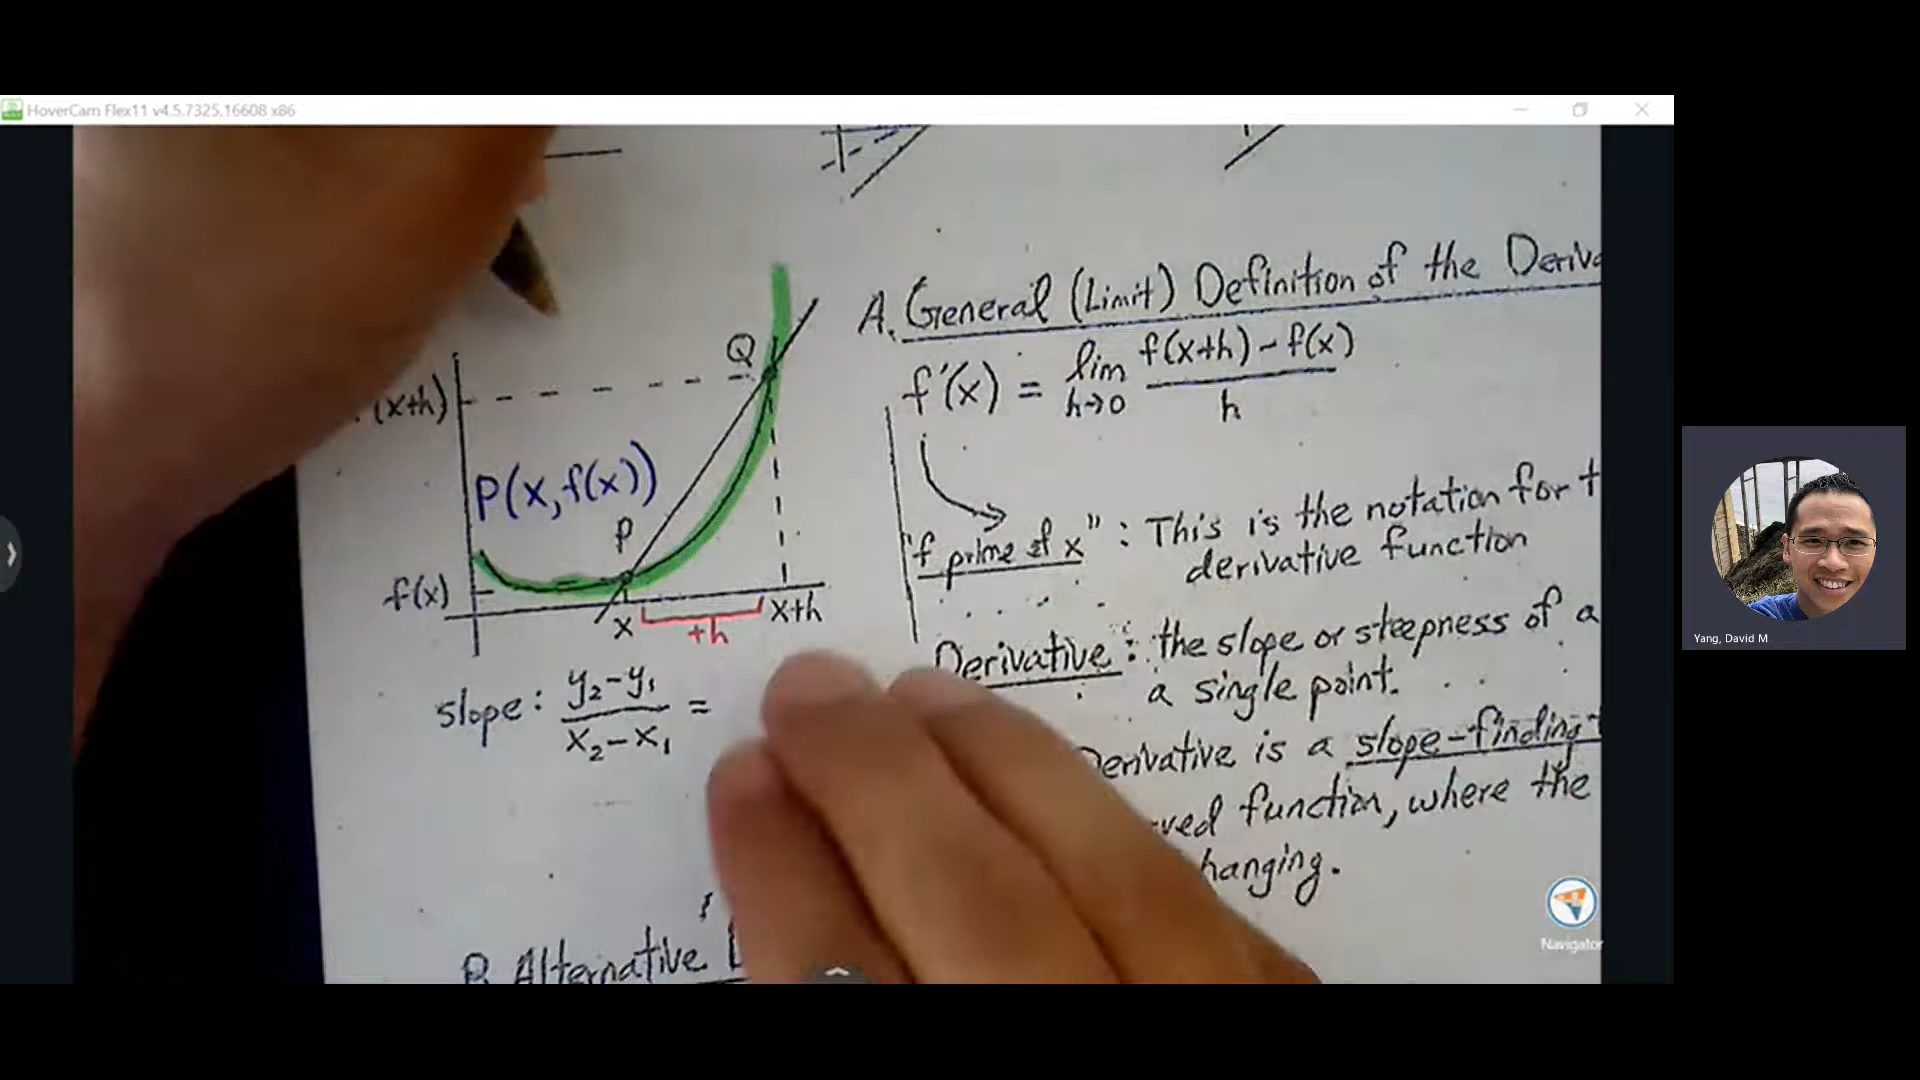 HoverCam Flex11 v4.5.7325.16608 x86
A. General (Limit) Definition of the
f'(x) = lim h→0 f(x+h) - f(x) / h
Q
(x+h)
P(x, f(x))
P
f(x)
x
+h
x+h
"f prime of x" : This is the notation for
derivative function
Derivative : the slope or steepness of a
a single point.
slope : y₂-y₁ / x₂-x₁ =
Derivative is a slope-finding
function, where the
B. Alternative
Navigator
Yang, David M